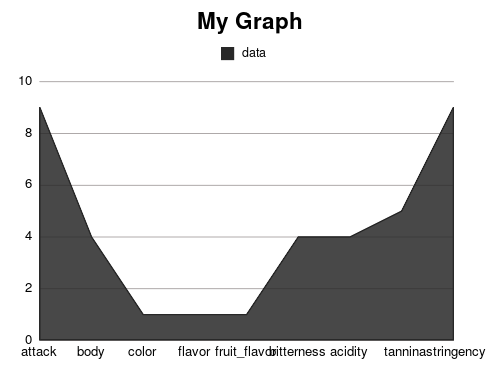 My Graph
data
10
8
6
4
2
0
attack body color flavor fruit_flavor bitterness acidity tannin astringency